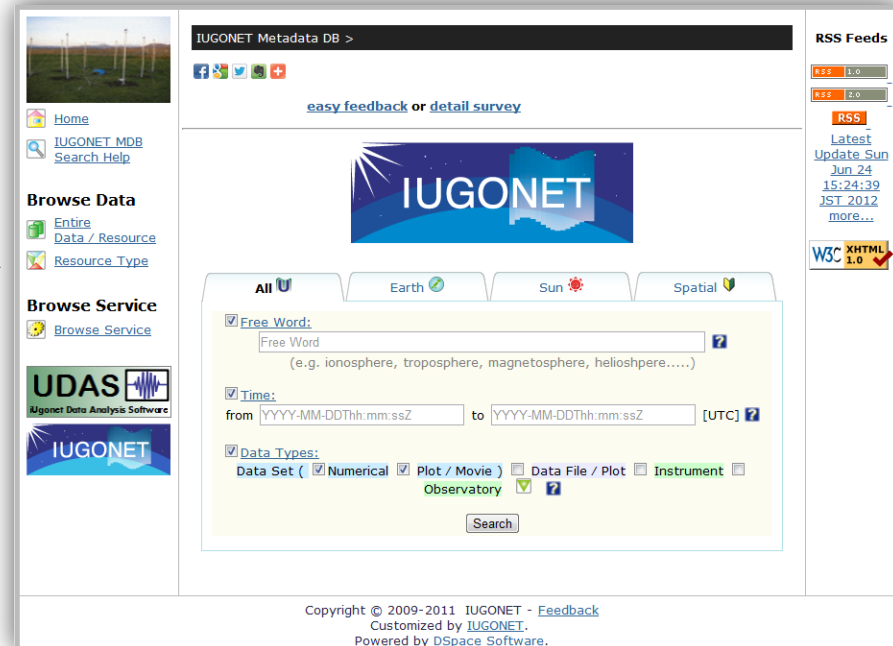 Home
IUGONET MDB
Search Help
Browse Data
Entire
Data / Resource
Resource Type
Browse Service
Browse Service
UDAS
iUgonet Data Analysis Software
IUGONET
IUGONET Metadata DB >
easy feedback or detail survey
IUGONET
All Earth Sun Spatial
Free Word:
Free Word
(e.g. ionosphere, troposphere, magnetosphere, helioshpere.....)
Time:
from YYYY-MM-DDThh:mm:ssZ to YYYY-MM-DDThh:mm:ssZ [UTC]
Data Types:
Data Set ( Numerical Plot / Movie ) Data File / Plot Instrument
Observatory
Search
RSS Feeds
RSS 1.0
RSS 2.0
RSS
Latest
Update Sun
Jun 24
15:24:39
JST 2012
more...
W3C XHTML
1.0
Copyright © 2009-2011 IUGONET - Feedback
Customized by IUGONET.
Powered by DSpace Software.